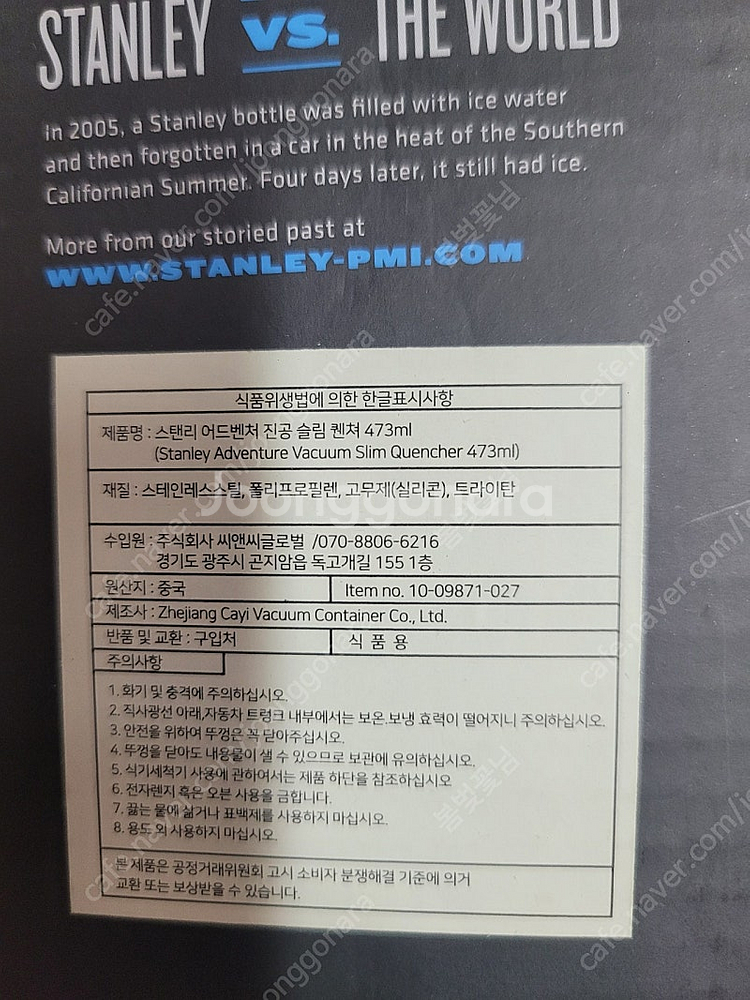 STANLEY VS. THE WORLD
in 2005, a Stanley bottle was filled with ice water
and then forgotten in a car in the heat of the Southern
Californian Summer. Four days later, it still had ice.
More from our storied past at
WWW.STANLEY-PMI.COM
식품위생법에 의한 한글표시사항
제품명 : 스탠리 어드벤처 진공 슬림 퀜쳐 473ml
(Stanley Adventure Vacuum Slim Quencher 473ml)
재질 : 스테인레스스틸, 폴리프로필렌, 고무제(실리콘), 트라이탄
Joonggonara
수입원 : 주식회사 씨앤씨글로벌 /070-8806-6216
경기도 광주시 곤지암읍 독고개길 155 1층
원산지 : 중국 Item no. 10-09871-027
제조사 : Zhejiang Cayi Vacuum Container Co., Ltd.
반품 및 교환 : 구입처 식 품 용
주의사항
1. 화기 및 충격에 주의하십시오.
2. 직사광선 아래,자동차 트렁크 내부에서는 보온.보냉 효력이 떨어지니 주의하십시오.
3. 안전을 위하여 뚜껑은 꼭 닫아주십시오.
4. 뚜껑을 닫아도 내용물이 샐 수 있으므로 보관에 유의하십시오.
5. 식기세척기 사용에 관하여서는 제품 하단을 참조하십시오
6. 전자렌지 혹은 오븐 사용을 금합니다.
7. 끓는 물에 삶거나 표백제를 사용하지 마십시오.
8. 용도 외 사용하지 마십시오.
본 제품은 공정거래위원회 고시 소비자 분쟁해결 기준에 의거
교환 또는 보상받을 수 있습니다.
cafe.naver.com/joonggonara
봄벚꽃님